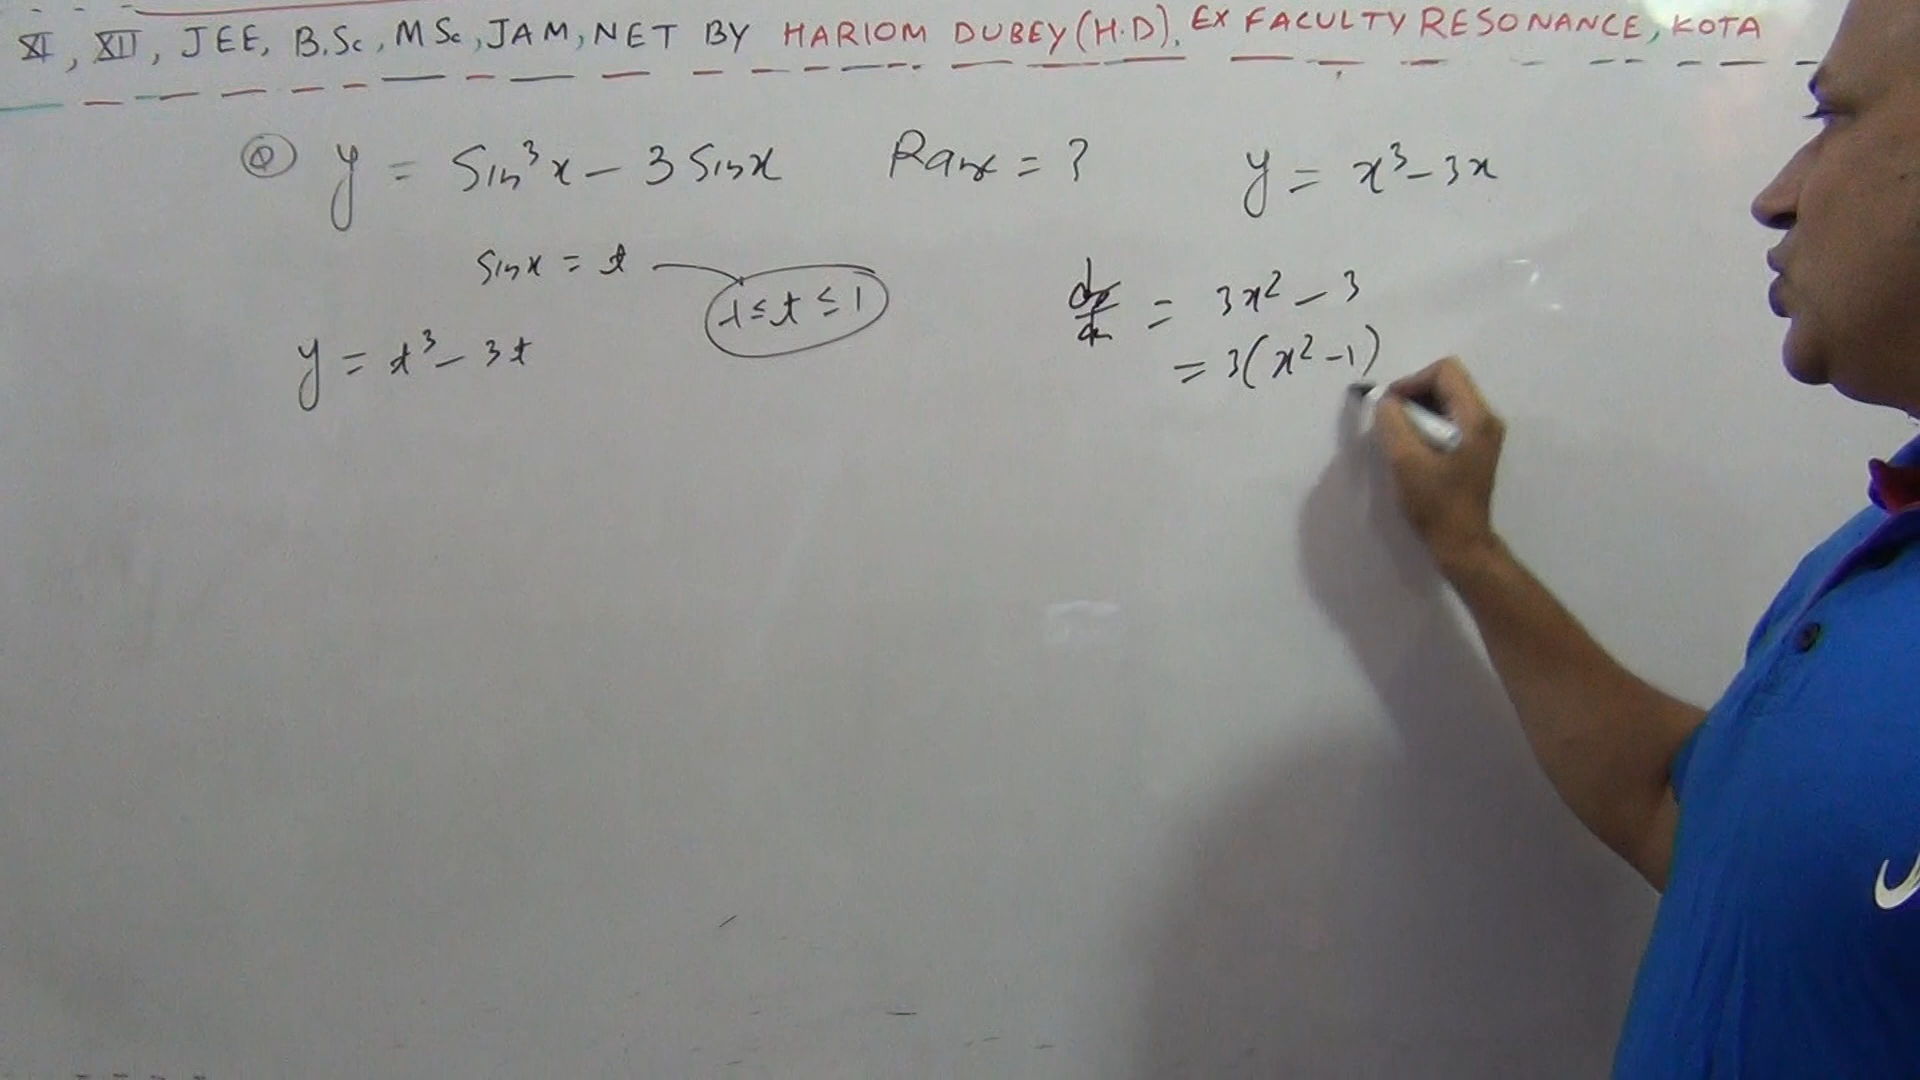 XI, XII, JEE, B.Sc, MSc, JAM, NET BY HARIOM DUBEY (H.D), EX FACULTY RESONANCE, KOTA
Q y = Sin³x - 3 Sinx = ? y = x³ - 3x
Sinx = t -1 ≤ t ≤ 1 dy/dx = 3x² - 3
y = t³ - 3t = 3(x² - 1)